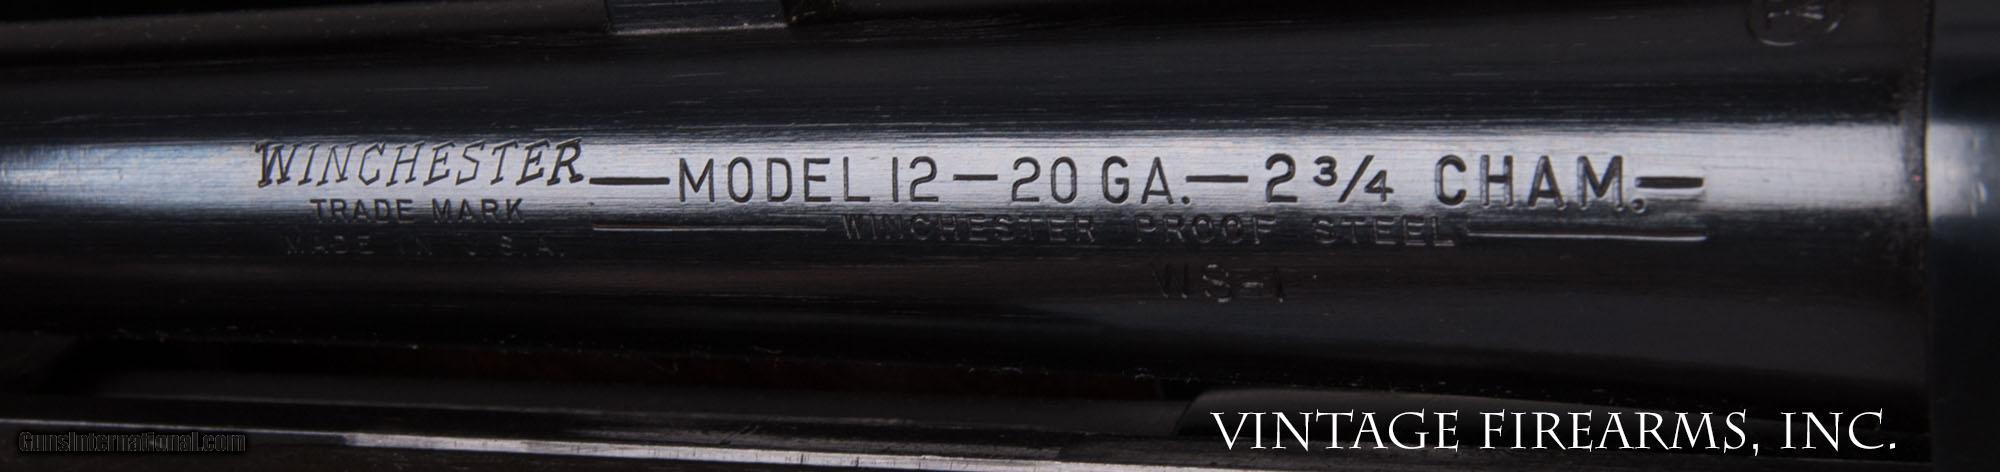 WINCHESTER—MODEL 12—20 GA.—2 3/4 CHAM.—
TRADE MARK
MADE IN U.S.A.
WINCHESTER PROOF STEEL
GunsInternational.com
VINTAGE FIREARMS, INC.